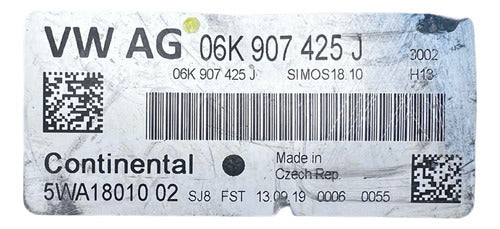 VW AG 06K 907 425 J 3002
06K 907 425 J SIMOS18.10 H13
Continental Made in
Czech Rep.
5WA18010 02 SJ8 FST 13.09.19 0006 0055